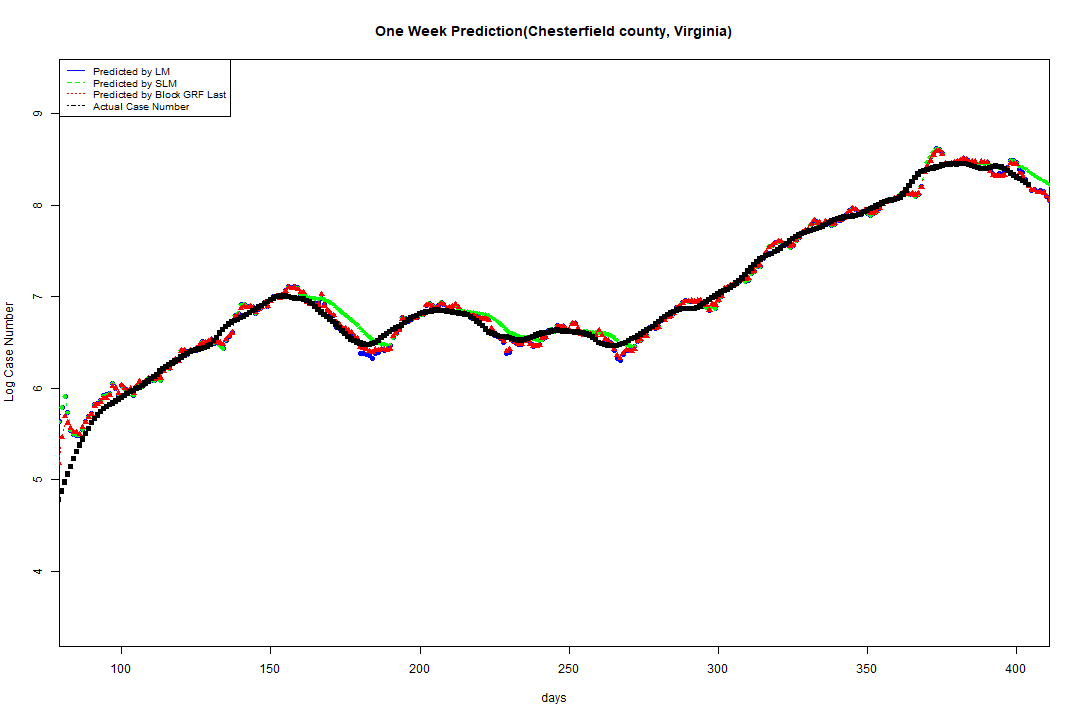 One Week Prediction(Chesterfield county, Virginia)
Predicted by LM
Predicted by SLM
Predicted by Block GRF Last
Actual Case Number
Log Case Number
9
8
7
6
5
4
100 150 200 250 300 350 400
days